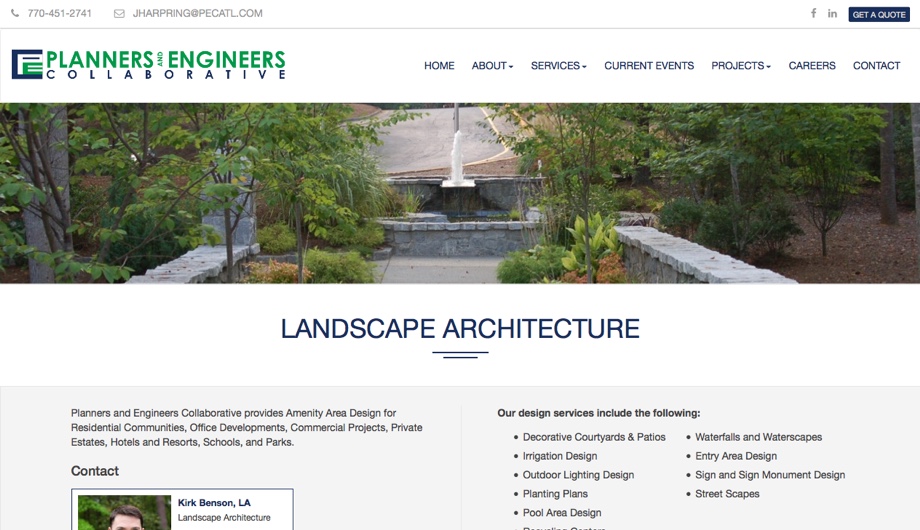 770-451-2741 JHARPRING@PECATL.COM GET A QUOTE
PLANNERS AND ENGINEERS
COLLABORATIVE
HOME ABOUT SERVICES CURRENT EVENTS PROJECTS CAREERS CONTACT
LANDSCAPE ARCHITECTURE
Planners and Engineers Collaborative provides Amenity Area Design for
Residential Communities, Office Developments, Commercial Projects, Private
Estates, Hotels and Resorts, Schools, and Parks.
Contact
Kirk Benson, LA
Landscape Architecture
Our design services include the following:
Decorative Courtyards & Patios
Irrigation Design
Outdoor Lighting Design
Planting Plans
Pool Area Design
Waterfalls and Waterscapes
Entry Area Design
Sign and Sign Monument Design
Street Scapes